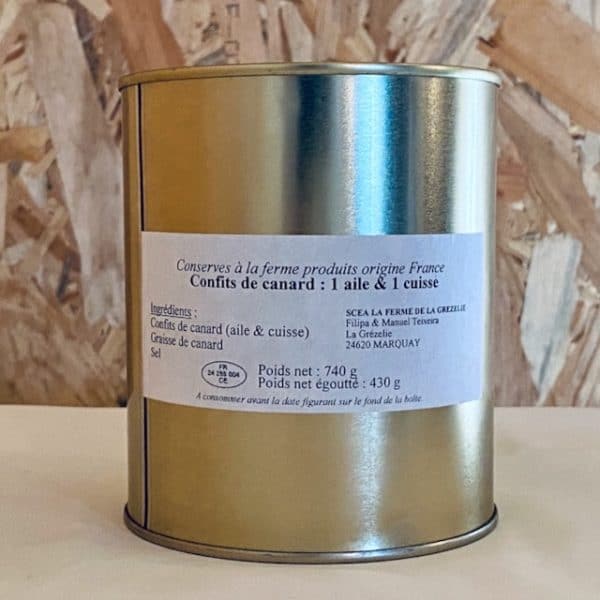 Conserves à la ferme produits origine France
Confits de canard : 1 aile & 1 cuisse
Ingrédients :
Confits de canard (aile & cuisse)
Graisse de canard
Sel
SCEA LA FERME DE LA GREZELIE
Filipa & Manuel Teixeira
La Grézelie
24620 MARQUAY
FR
24 255 004
CE
Poids net : 740 g
Poids net égoutté : 430 g
A consommer avant la date figurant sur le fond de la boîte.